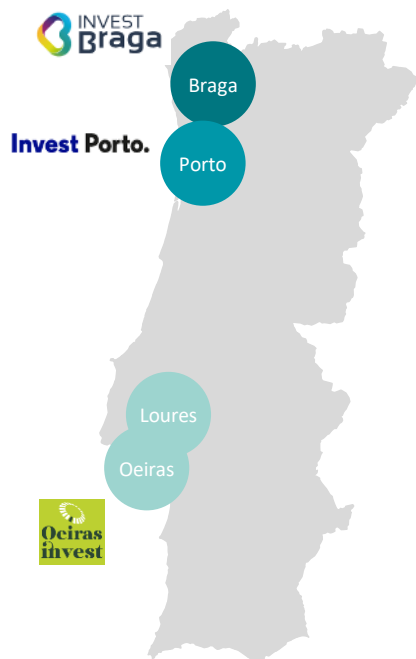 INVEST
Braga
Braga
Invest Porto.
Porto
Loures
Oeiras
Oeiras
invest